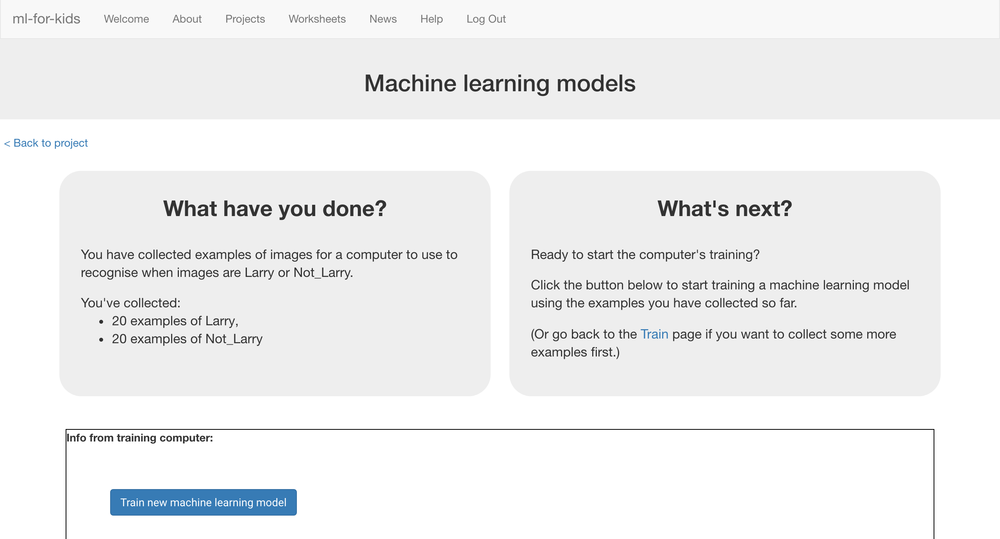 ml-for-kids Welcome About Projects Worksheets News Help Log Out
Machine learning models
< Back to project
What have you done?
You have collected examples of images for a computer to use to
recognise when images are Larry or Not_Larry.
You've collected:
• 20 examples of Larry,
• 20 examples of Not_Larry
What's next?
Ready to start the computer's training?
Click the button below to start training a machine learning model
using the examples you have collected so far.
(Or go back to the Train page if you want to collect some more
examples first.)
Info from training computer:
Train new machine learning model